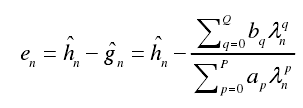 $e_n = \hat{h}_n - \hat{g}_n = \hat{h}_n - \frac{\sum_{q=0}^{Q} b_q \lambda_n^q}{\sum_{p=0}^{P} a_p \lambda_n^p}$